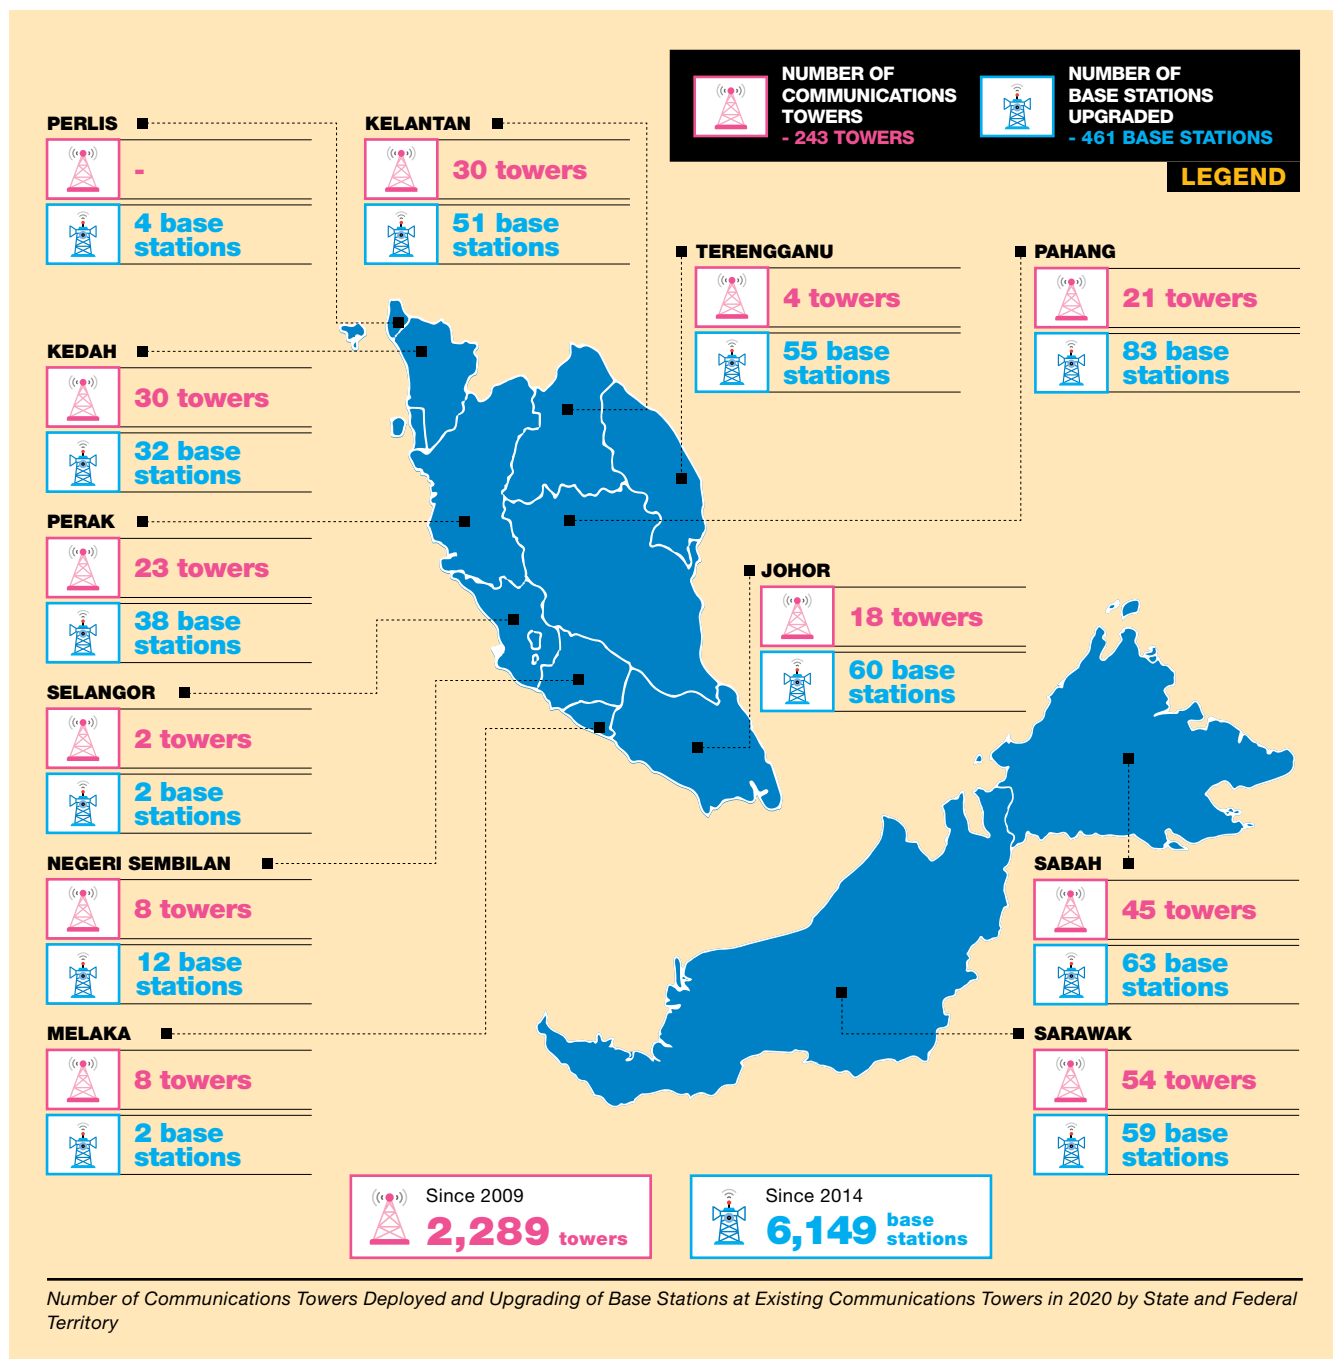 NUMBER OF
COMMUNICATIONS
TOWERS
- 243 TOWERS
NUMBER OF
BASE STATIONS
UPGRADED
- 461 BASE STATIONS
LEGEND
PERLIS
-
4 base
stations
KELANTAN
30 towers
51 base
stations
TERENGGANU
4 towers
55 base
stations
PAHANG
21 towers
83 base
stations
KEDAH
30 towers
32 base
stations
PERAK
23 towers
38 base
stations
JOHOR
18 towers
60 base
stations
SELANGOR
2 towers
2 base
stations
NEGERI SEMBILAN
8 towers
12 base
stations
SABAH
45 towers
63 base
stations
MELAKA
8 towers
2 base
stations
SARAWAK
54 towers
59 base
stations
Since 2009
2,289 towers
Since 2014
6,149 base
stations
Number of Communications Towers Deployed and Upgrading of Base Stations at Existing Communications Towers in 2020 by State and Federal
Territory